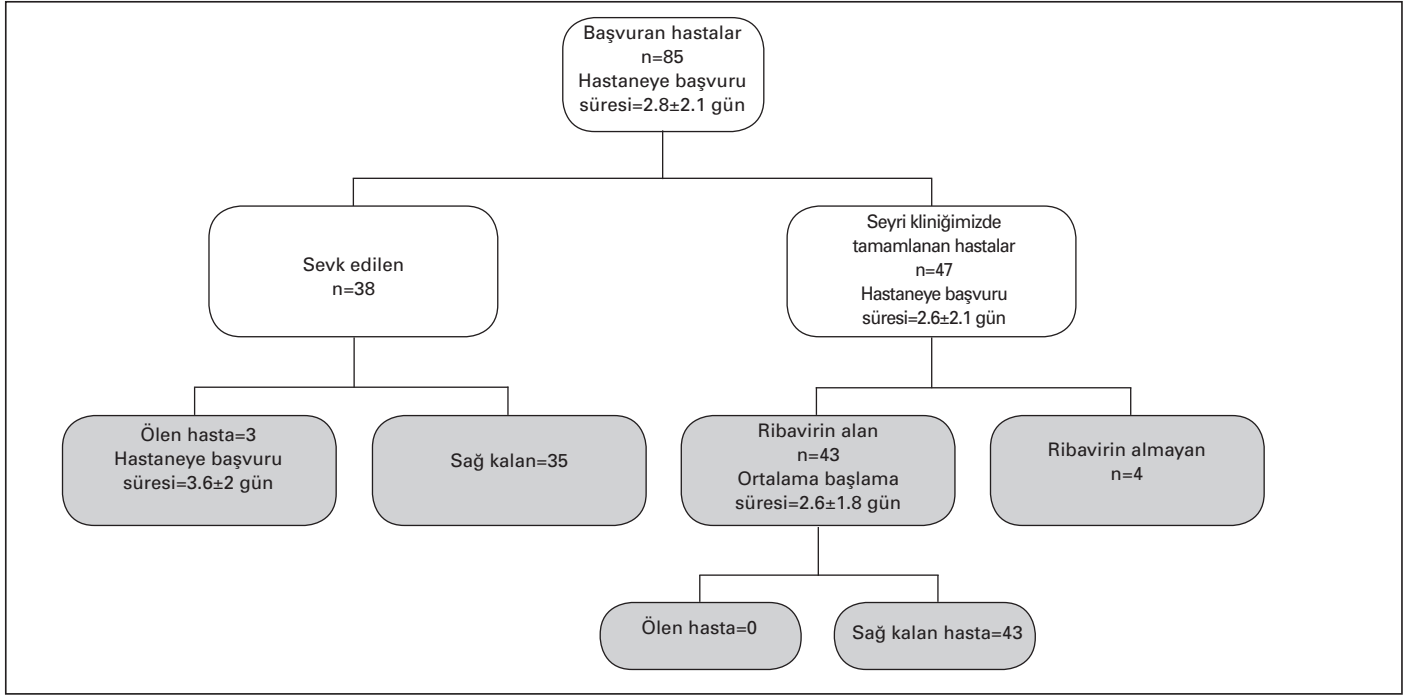 Başvuran hastalar
n=85
Hastaneye başvuru
süresi=2.8±2.1 gün
Sevk edilen
n=38
Seyri kliniğimizde
tamamlanan hastalar
n=47
Hastaneye başvuru
süresi=2.6±2.1 gün
Ölen hasta=3
Hastaneye başvuru
süresi=3.6±2 gün
Sağ kalan=35
Ribavirin alan
n=43
Ortalama başlama
süresi=2.6±1.8 gün
Ribavirin almayan
n=4
Ölen hasta=0
Sağ kalan hasta=43